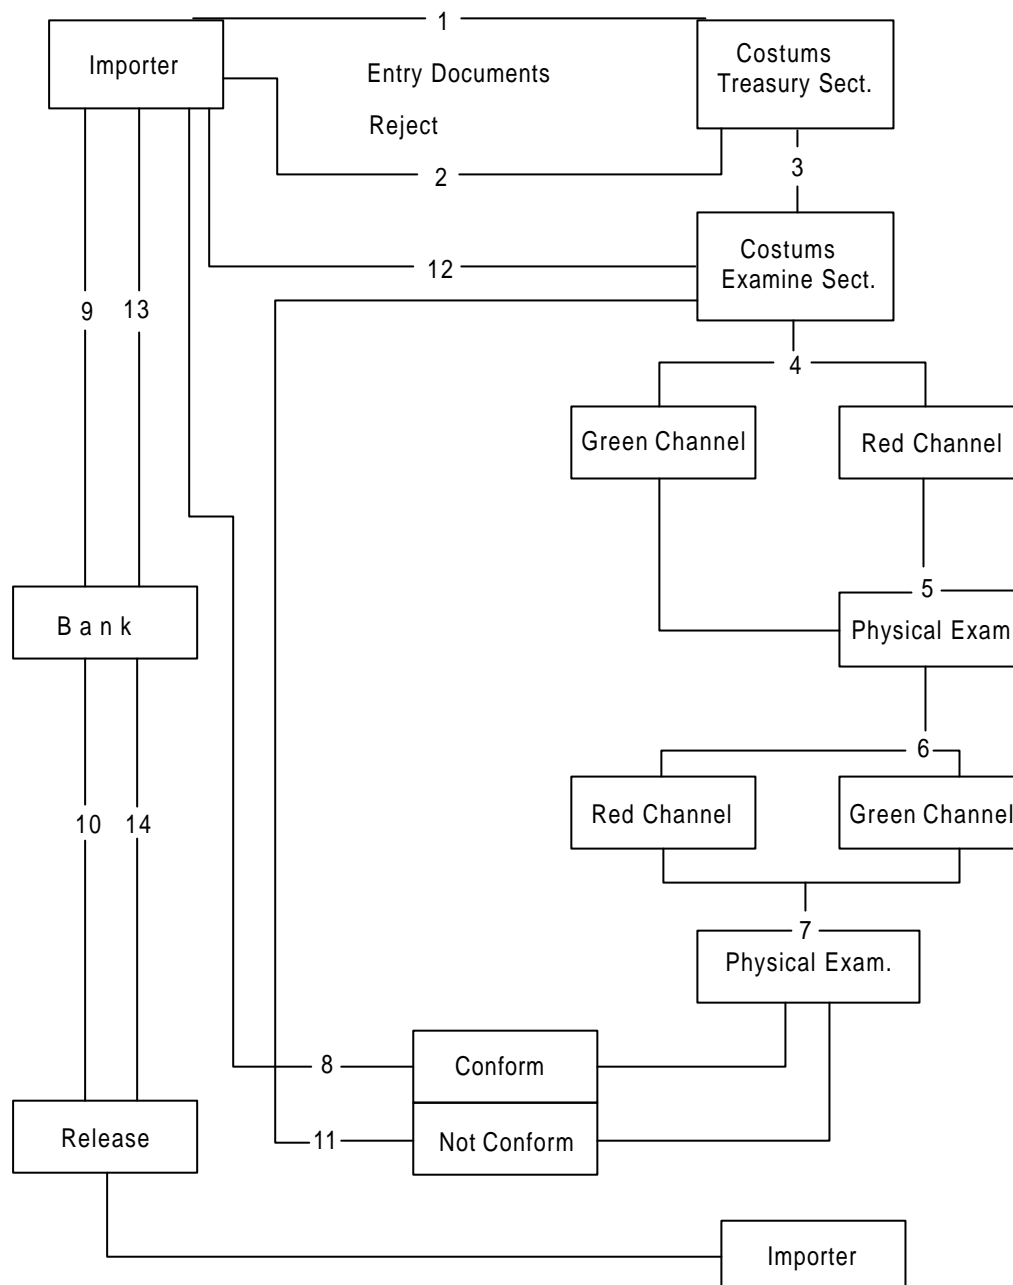 1
Importer
Costums
Treasury Sect.
Entry Documents
Reject
2
3
Costums
Examine Sect.
12
9
13
4
Green Channel
Red Channel
5
Bank
Physical Exam
6
10
14
Red Channel
Green Channel
7
Physical Exam.
8
Conform
Release
11
Not Conform
Importer